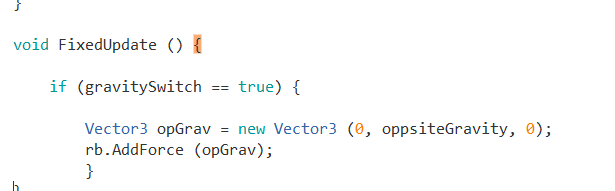 }
void FixedUpdate () {
if (gravitySwitch == true) {
Vector3 opGrav = new Vector3 (0, oppsiteGravity, 0);
rb.AddForce (opGrav);
}